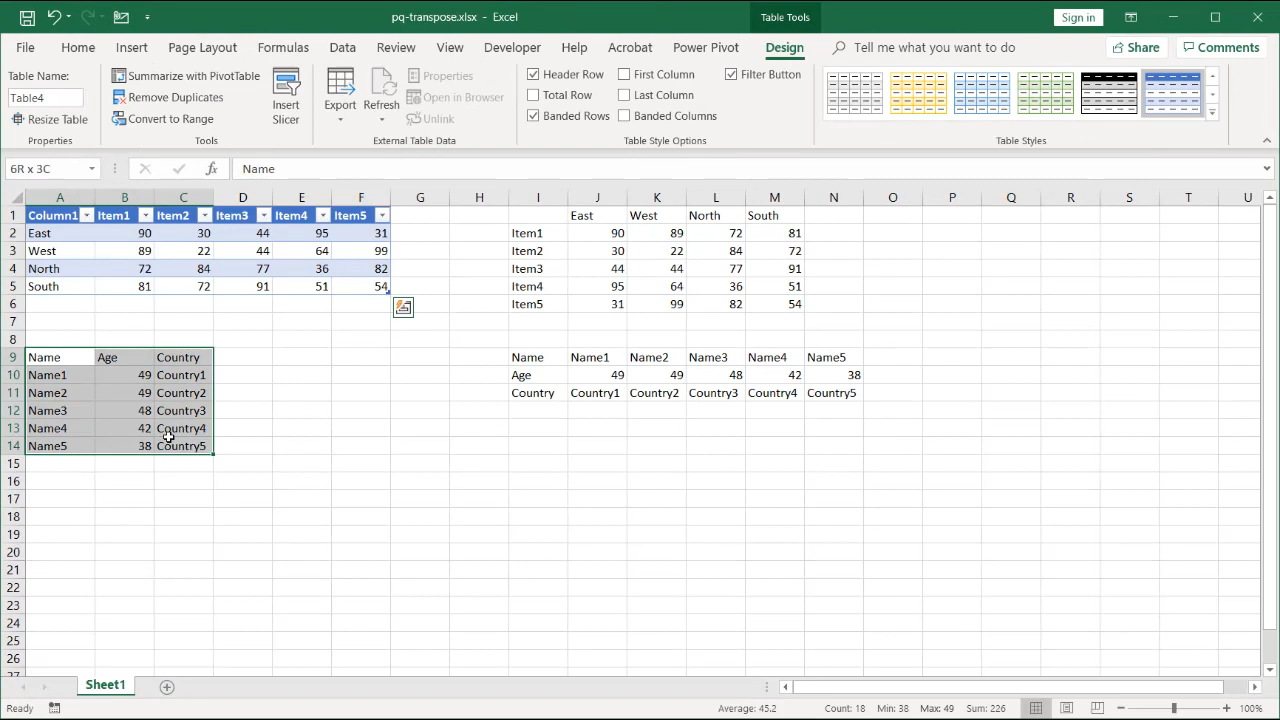 pq-transpose.xlsx - Excel
Table Tools
Sign in
File Home Insert Page Layout Formulas Data Review View Developer Help Acrobat Power Pivot Design Tell me what you want to do Share Comments
Table Name:
Table4
Resize Table
Properties
Summarize with PivotTable
Remove Duplicates
Convert to Range
Tools
Insert
Slicer
Export
Refresh
Properties
Open in Browser
Unlink
External Table Data
Header Row First Column Filter Button
Total Row Last Column
Banded Rows Banded Columns
Table Style Options
Table Styles
6R x 3C fx Name
A B C D E F G H I J K L M N O P Q R S T U
1 Column1 Item1 Item2 Item3 Item4 Item5 East West North South
2 East 90 30 44 95 31 Item1 90 89 72 81
3 West 89 22 44 64 99 Item2 30 22 84 72
4 North 72 84 77 36 82 Item3 44 44 77 91
5 South 81 72 91 51 54 Item4 95 64 36 51
6 Item5 31 99 82 54
7
8
9 Name Age Country Name Name1 Name2 Name3 Name4 Name5
10 Name1 49 Country1 Age 49 49 48 42 38
11 Name2 49 Country2 Country Country1 Country2 Country3 Country4 Country5
12 Name3 48 Country3
13 Name4 42 Country4
14 Name5 38 Country5
15
16
17
18
19
20
21
22
23
24
25
26
27
Sheet1
Ready Average: 45.2 Count: 18 Min: 38 Max: 49 Sum: 226 100%